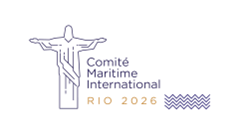 Comité
Maritime
International
RIO 2026